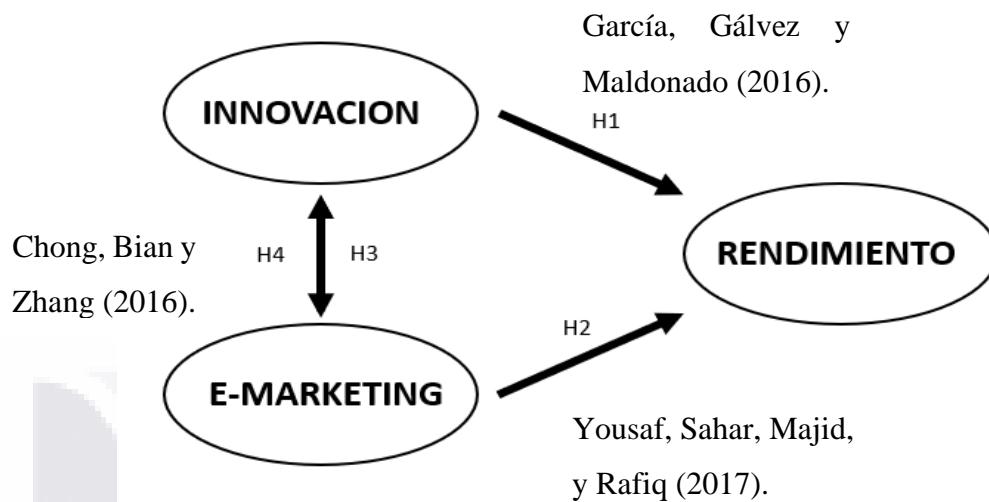 García, Gálvez y
Maldonado (2016).
INNOVACION
H1
Chong, Bian y
Zhang (2016).
H4
H3
RENDIMIENTO
H2
E-MARKETING
Yousaf, Sahar, Majid,
y Rafiq (2017).